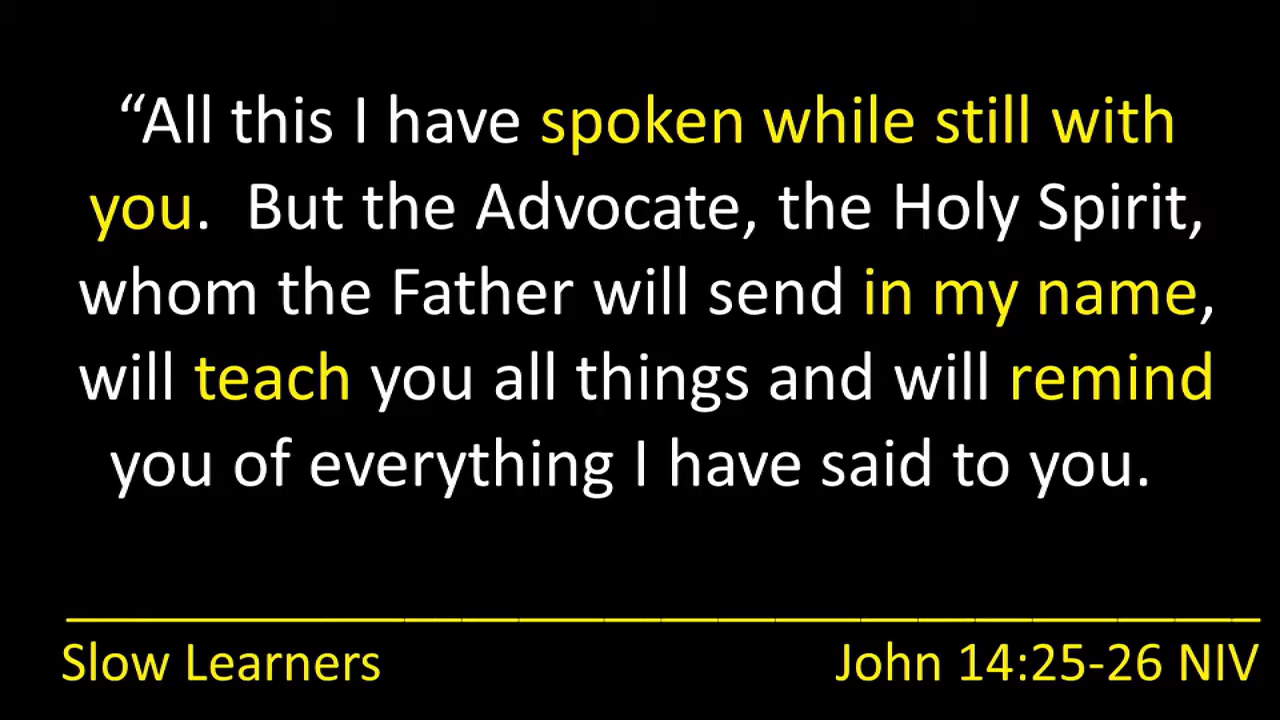 “All this I have spoken while still with
you.  But the Advocate, the Holy Spirit,
whom the Father will send in my name,
will teach you all things and will remind
you of everything I have said to you.
Slow Learners
John 14:25-26 NIV